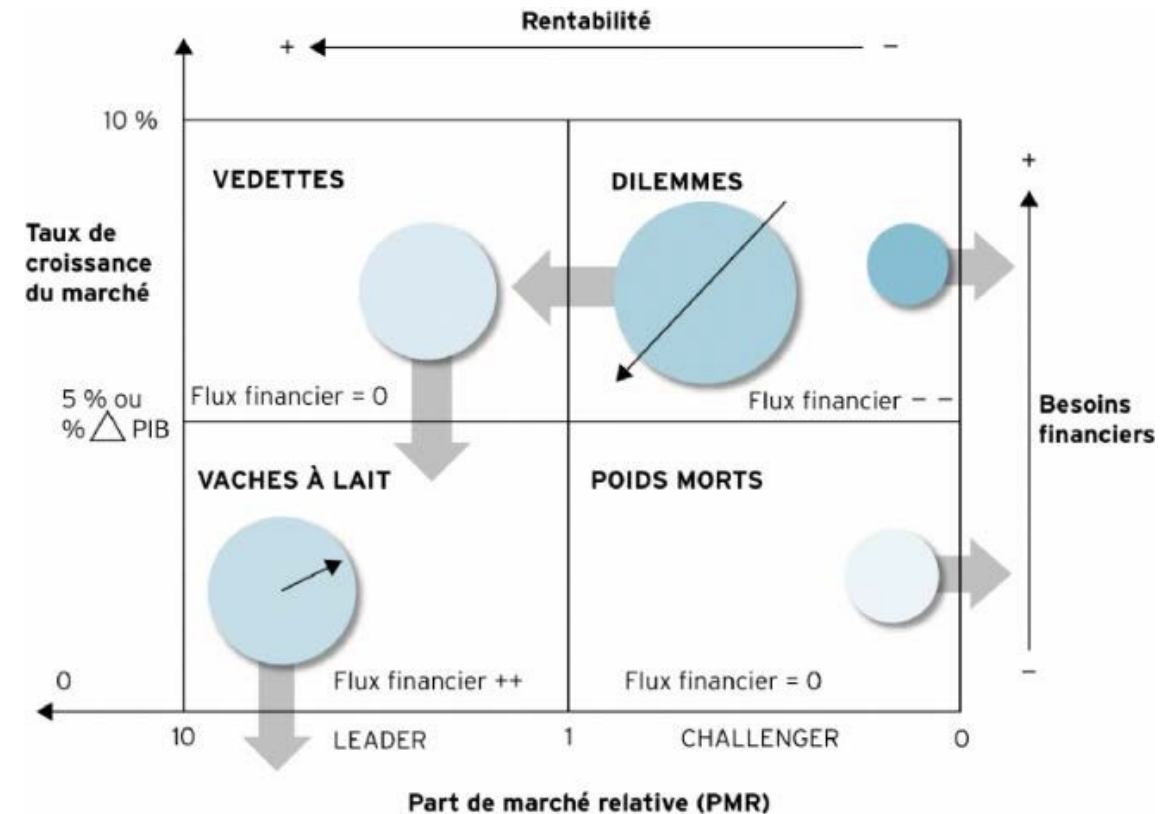 Rentabilité
+ −
10 %
VEDETTES
DILEMMES
+
Taux de
croissance
du marché
Flux financier = 0
Flux financier − −
5 % ou
% △ PIB
Besoins
financiers
VACHES À LAIT
POIDS MORTS
0
Flux financier ++
Flux financier = 0
−
10
LEADER
1
CHALLENGER
0
Part de marché relative (PMR)